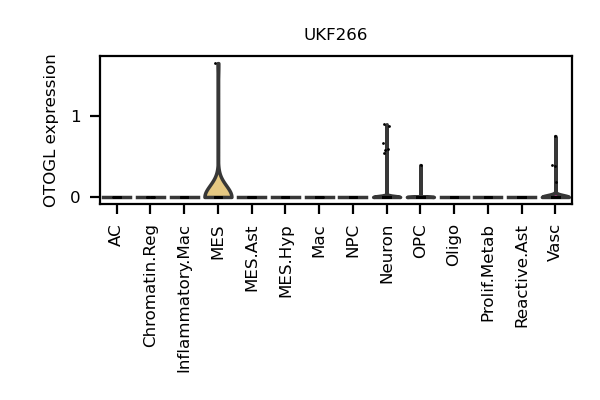 UKF266
OTOGL expression
1
0
AC
Chromatin.Reg
Inflammatory.Mac
MES
MES.Ast
MES.Hyp
Mac
NPC
Neuron
OPC
Oligo
Prolif.Metab
Reactive.Ast
Vasc